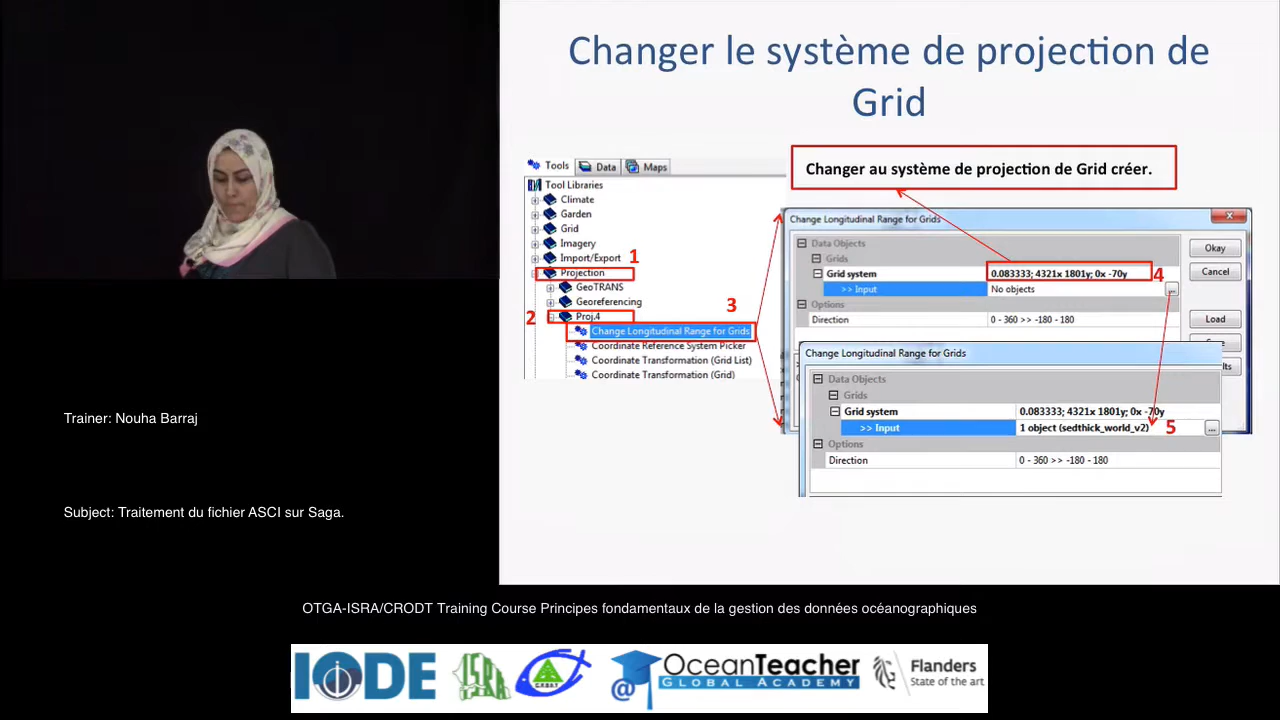 Changer le système de projection de
Grid
Changer au système de projection de Grid créer.
Tools
Data
Maps
Tool Libraries
Climate
Garden
Grid
Imagery
Import/Export
1
Projection
GeoTRANS
Georeferencing
2
Proj.4
3
Change Longitudinal Range for Grids
Coordinate Reference System Picker
Coordinate Transformation (Grid List)
Coordinate Transformation (Grid)
Change Longitudinal Range for Grids
Data Objects
Grids
Grid system 0.083333; 4321x 1801y; 0x -70y
4
>> Input No objects
...
Options
Direction 0 - 360 >> -180 - 180
Okay
Cancel
Load
Change Longitudinal Range for Grids
Data Objects
Grids
Grid system 0.083333; 4321x 1801y; 0x -70y
>> Input 1 object (sedthick_world_v2)
5
...
Options
Direction 0 - 360 >> -180 - 180
Trainer: Nouha Barraj
Subject: Traitement du fichier ASCI sur Saga.
OTGA-ISRA/CRODT Training Course Principes fondamentaux de la gestion des données océanographiques
IODE
ISRA
@
OceanTeacher
GLOBAL ACADEMY
Flanders
State of the art